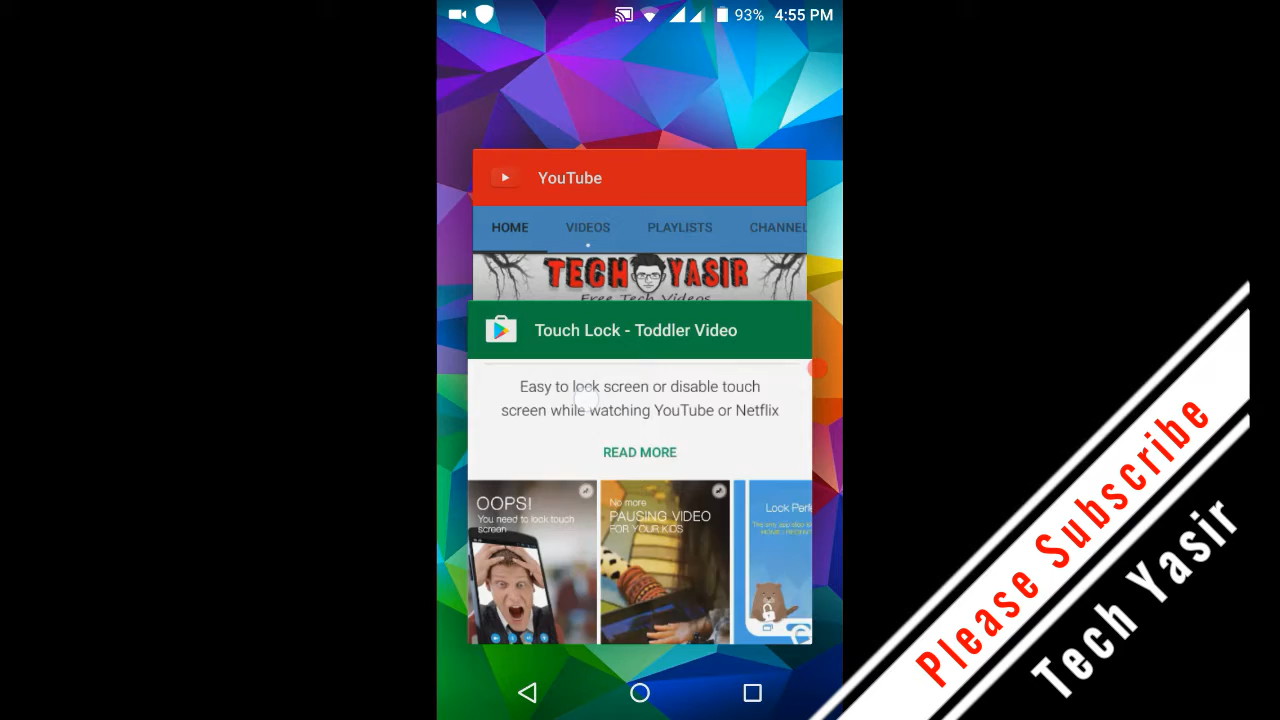 93% 4:55 PM
YouTube
HOME VIDEOS PLAYLISTS CHANNEL
TECH YASIR
Free Tech Videos
Touch Lock - Toddler Video
Easy to lock screen or disable touch
screen while watching YouTube or Netflix
READ MORE
OOPS!
You need to lock touch
screen
No more
PAUSING VIDEO
FOR YOUR KIDS
Lock
Please Subscribe
Tech Yasir